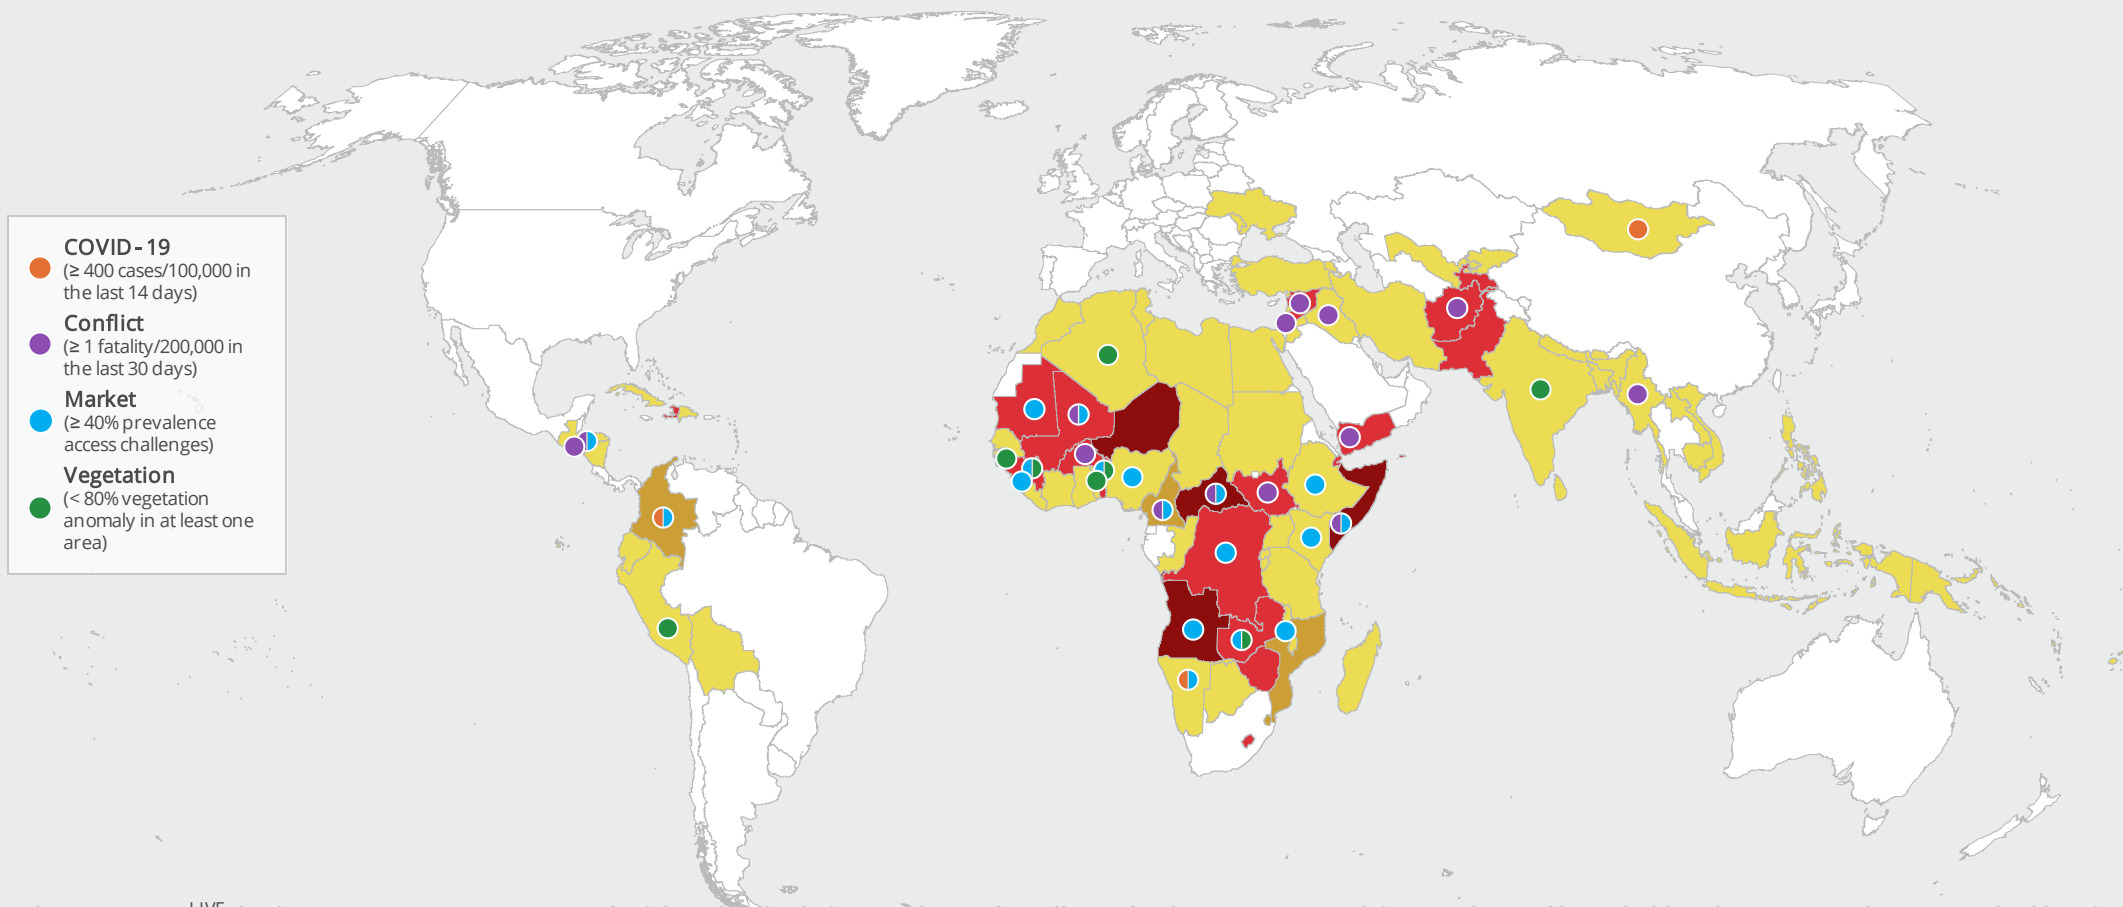 COVID-19
(≥ 400 cases/100,000 in
the last 14 days)
Conflict
(≥ 1 fatality/200,000 in
the last 30 days)
Market
(≥ 40% prevalence
access challenges)
Vegetation
(< 80% vegetation
anomaly in at least one
area)